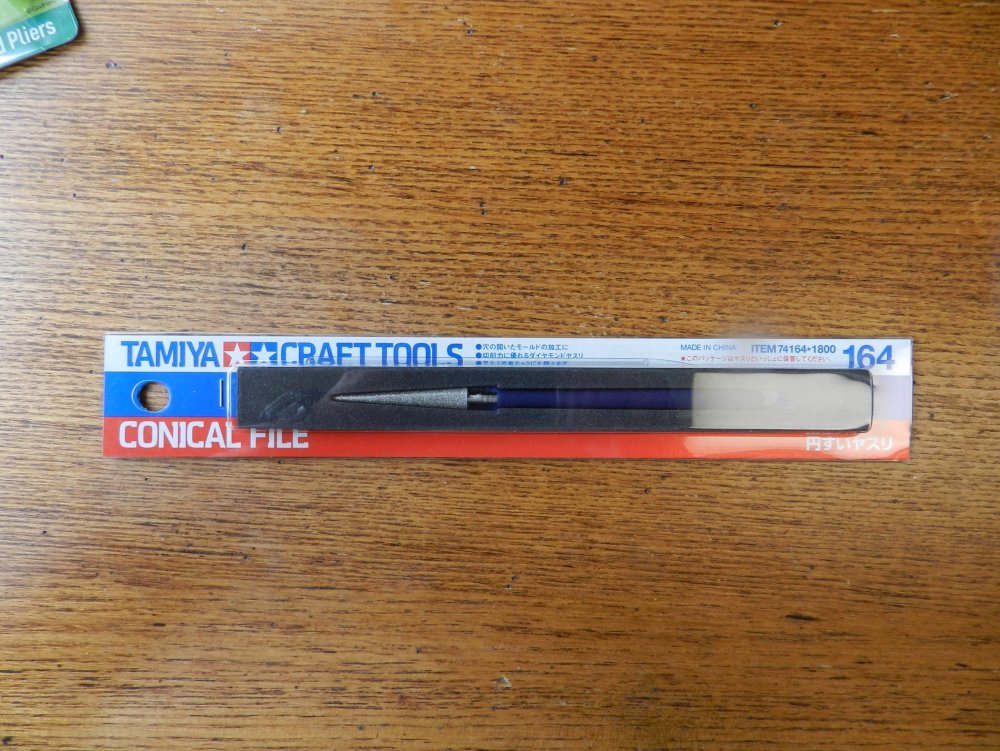 Pliers
TAMIYA CRAFT TOOLS
●穴の開いたモールドの加工に
●切削力に優れるダイヤモンドヤスリ
MADE IN CHINA ITEM 74164•1800
★このパッケージはヤスリといっしょに保管してください。
164
CONICAL FILE
円すいヤスリ